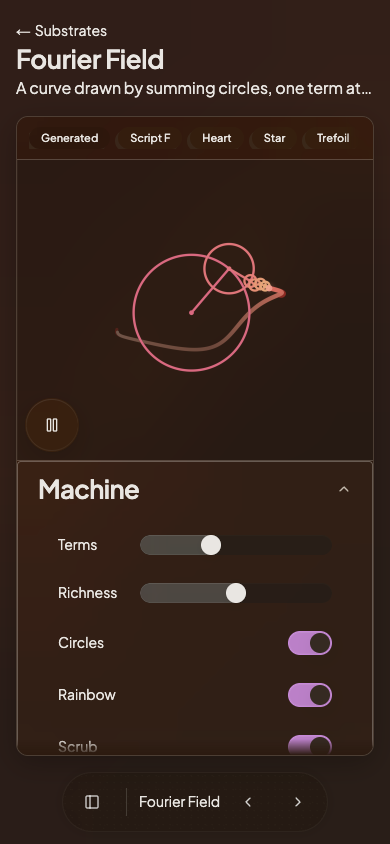 ← Substrates
Fourier Field
A curve drawn by summing circles, one term at...
Generated
Script F
Heart
Star
Trefoil
Machine
Terms
Richness
Circles
Rainbow
Scrub
Fourier Field